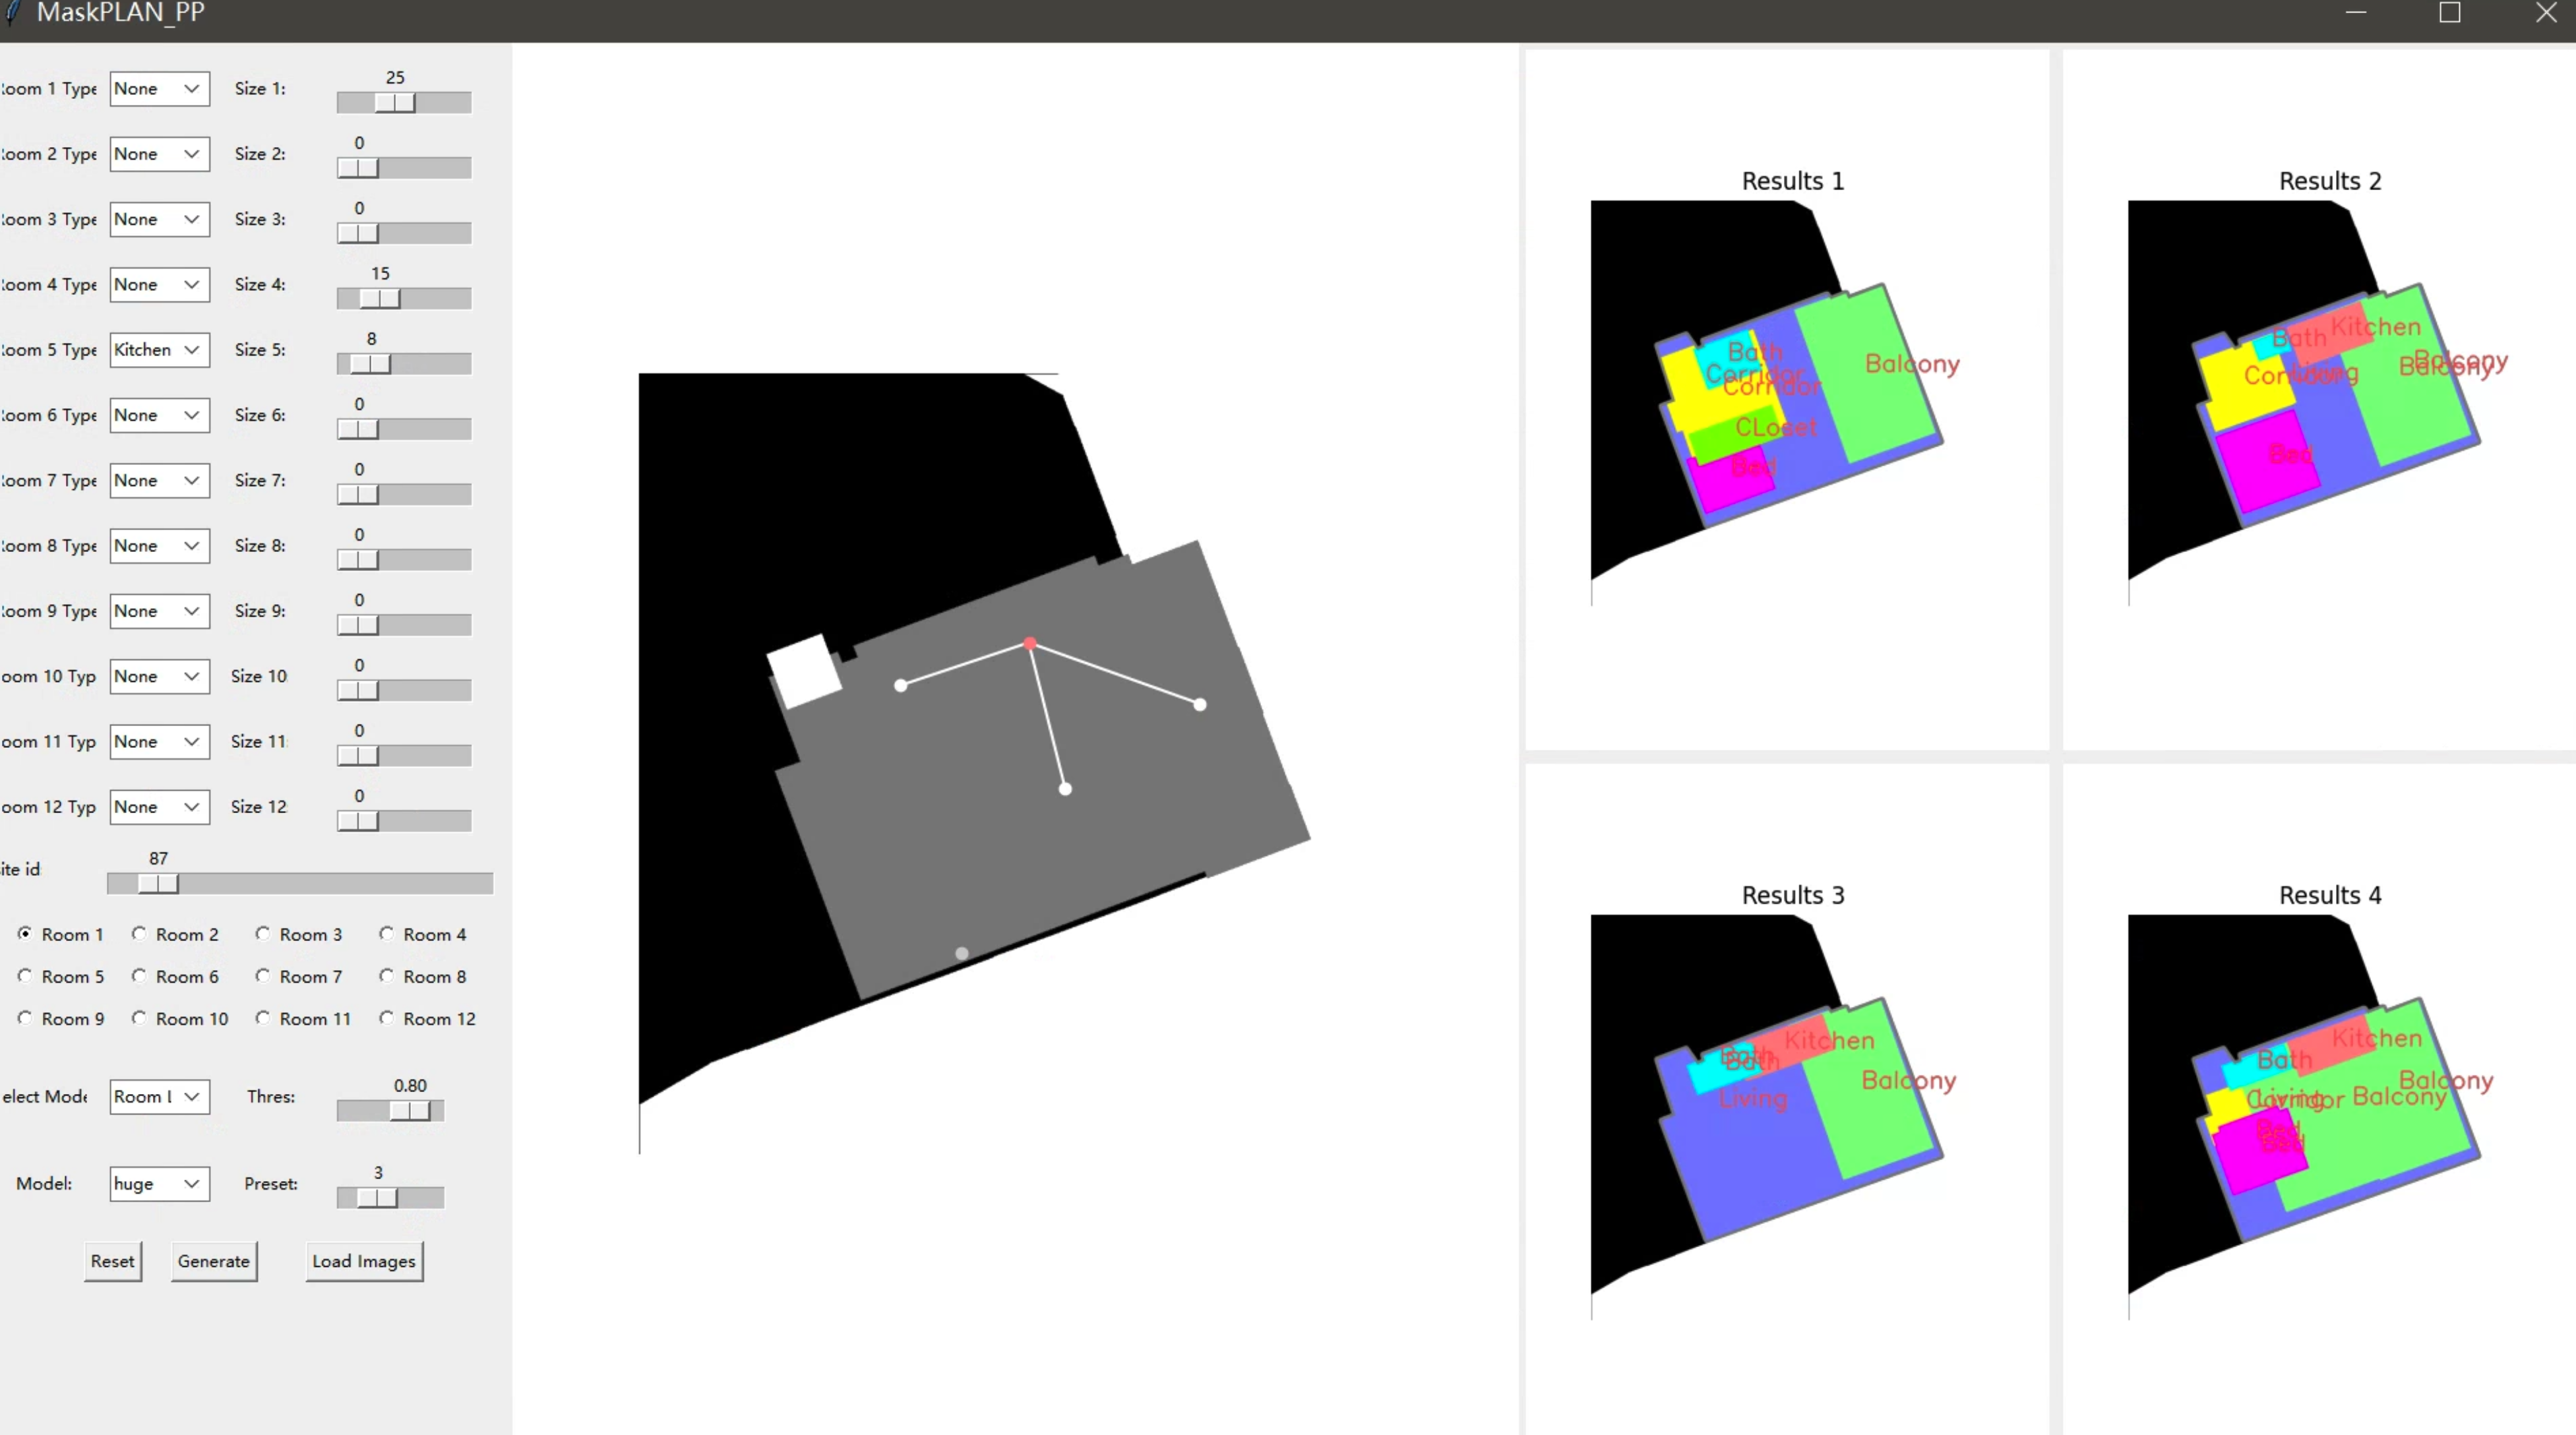 MaskPLAN_PP
25
oom 1 Type None Size 1:
0
oom 2 Type None Size 2:
0
oom 3 Type None Size 3:
15
oom 4 Type None Size 4:
8
oom 5 Type Kitchen Size 5:
0
oom 6 Type None Size 6:
0
oom 7 Type None Size 7:
0
oom 8 Type None Size 8:
0
oom 9 Type None Size 9:
0
oom 10 Typ None Size 10
0
oom 11 Typ None Size 11:
0
oom 12 Typ None Size 12
87
ite id
Room 1 Room 2 Room 3 Room 4
Room 5 Room 6 Room 7 Room 8
Room 9 Room 10 Room 11 Room 12
0.80
elect Mode Room L Thres:
3
Model: huge Preset:
Reset Generate Load Images
Results 1
Bath
Corridor
Corridor
Balcony
CLoset
Bed
Results 2
Kitchen
Bath
Balcony
Balcony
Corridor
Living
Bed
Results 3
Kitchen
Bath
Bath
Balcony
Living
Results 4
Kitchen
Bath
Balcony
Living
Corridor
Balcony
Bed
Bed